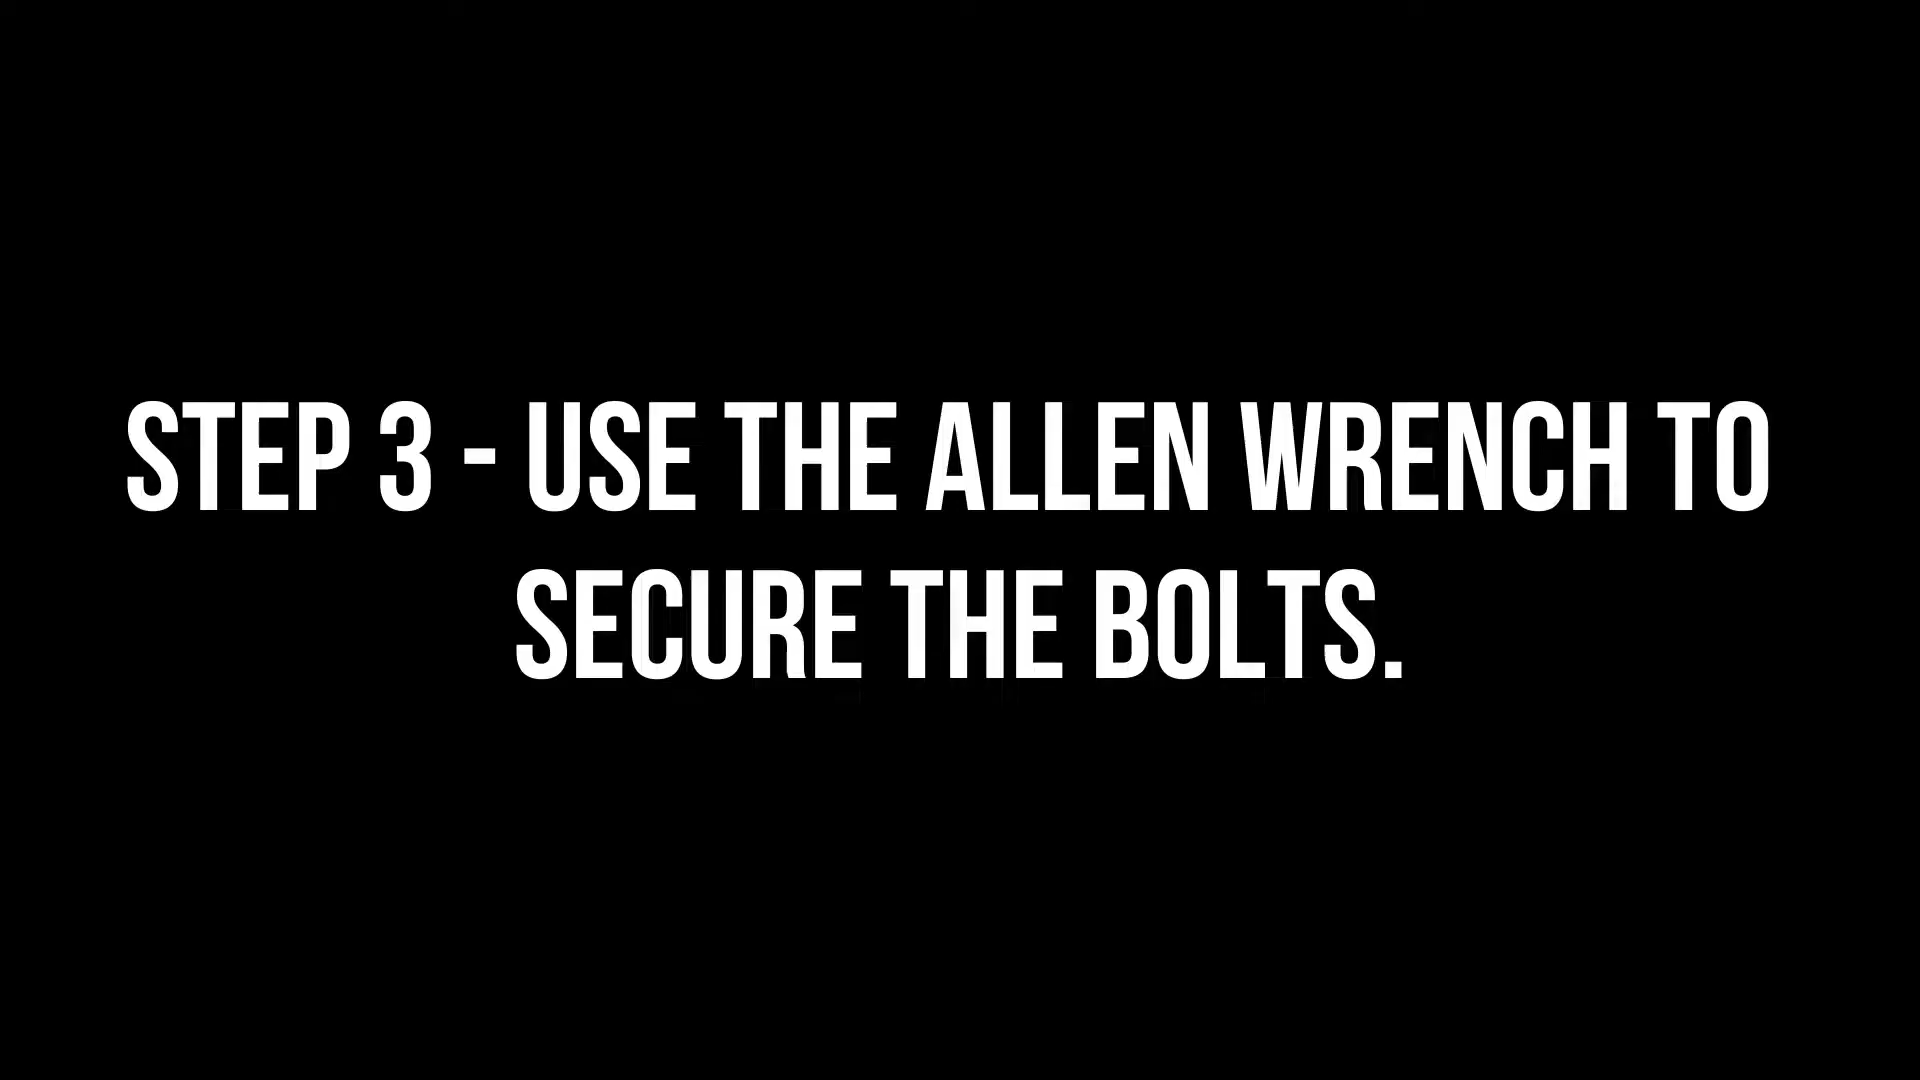 STEP 3 - USE THE ALLEN WRENCH TO
SECURE THE BOLTS.